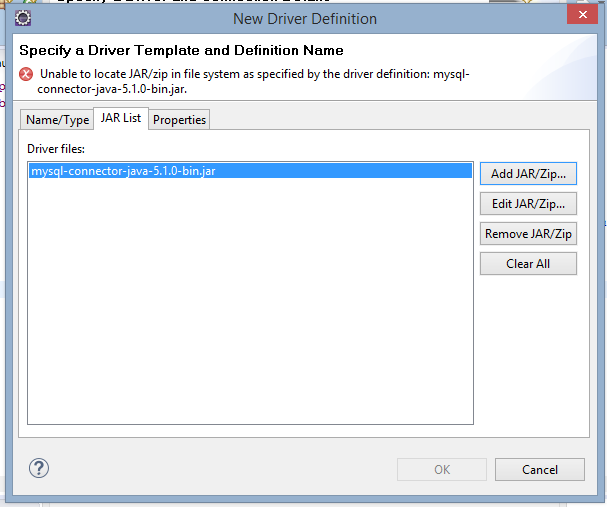 New Driver Definition
Specify a Driver Template and Definition Name
Unable to locate JAR/zip in file system as specified by the driver definition: mysql-
connector-java-5.1.0-bin.jar.
Name/Type JAR List Properties
Driver files:
mysql-connector-java-5.1.0-bin.jar
Add JAR/Zip...
Edit JAR/Zip...
Remove JAR/Zip
Clear All
OK Cancel